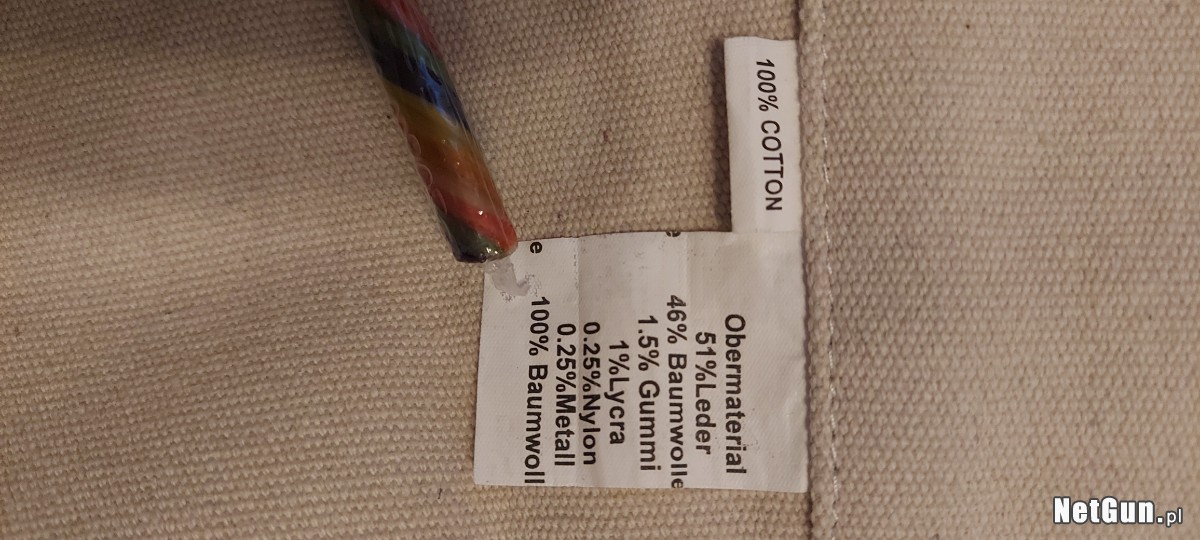 100% COTTON
Obermaterial
51%Leder
46% Baumwolle
1.5% Gummi
1%Lycra
0.25%Nylon
0.25%Metall
100% Baumwoll
e
e
NetGun.pl